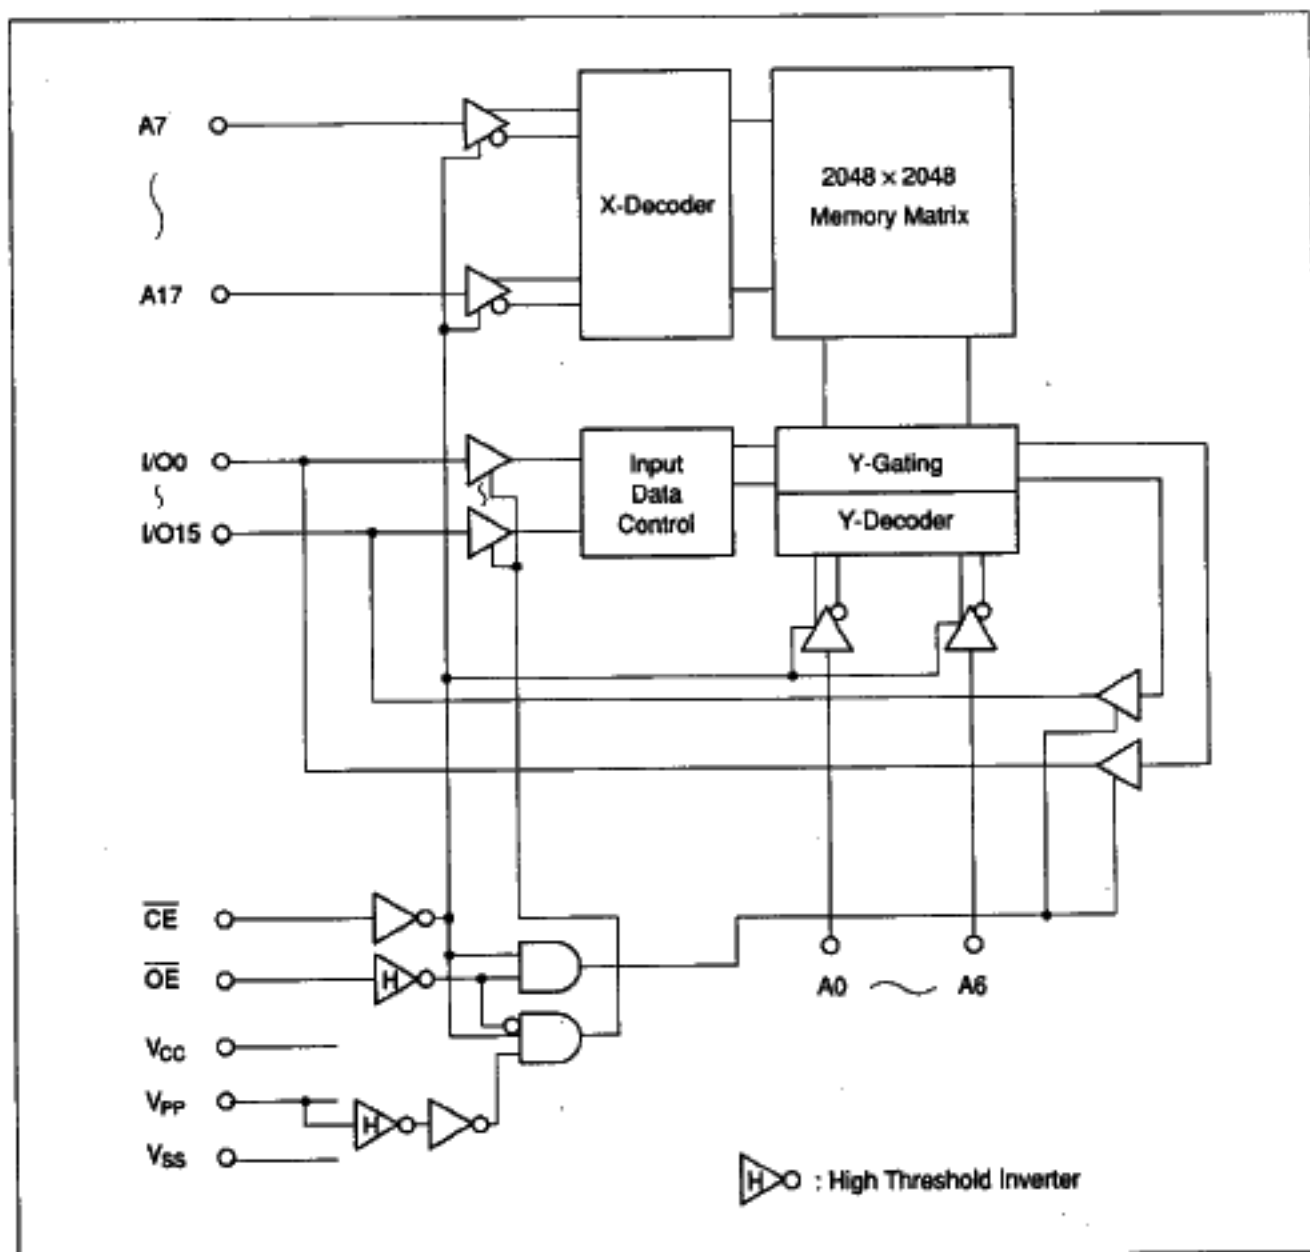 A7
X-Decoder
2048 × 2048
Memory Matrix
A17
I/O0
I/O15
Input
Data
Control
Y-Gating
Y-Decoder
CE
OE
H
A0
A6
VCC
VPP
H
VSS
H : High Threshold Inverter